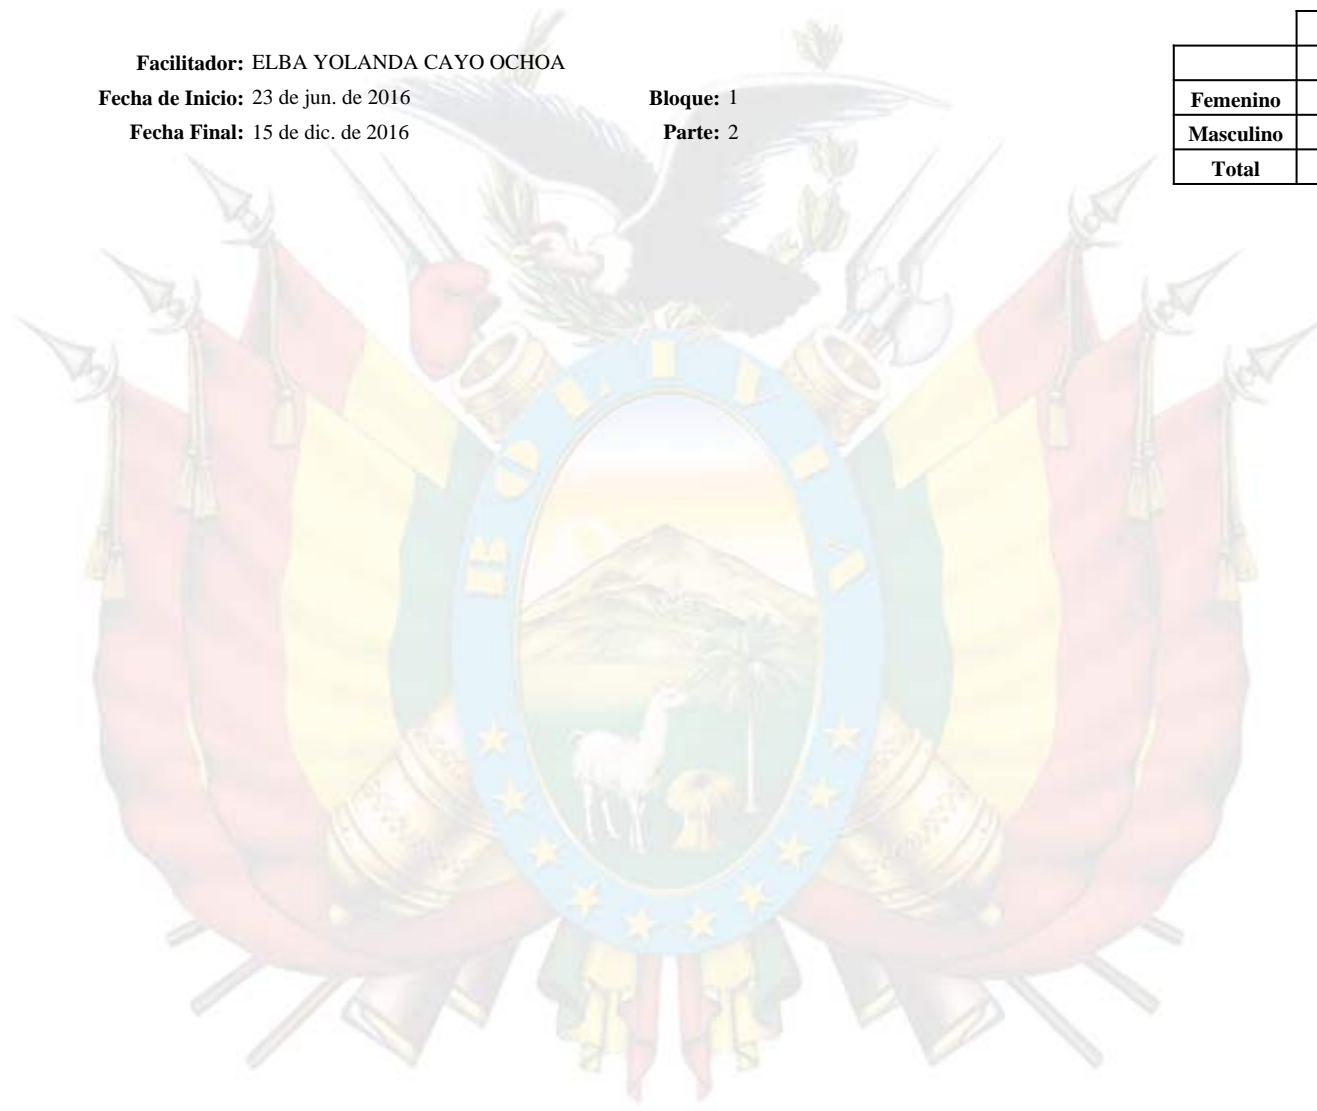 Facilitador: ELBA YOLANDA CAYO OCHOA
Fecha de Inicio: 23 de jun. de 2016 Bloque: 1
Fecha Final: 15 de dic. de 2016 Parte: 2
Femenino
Masculino
Total
BOLIVIA